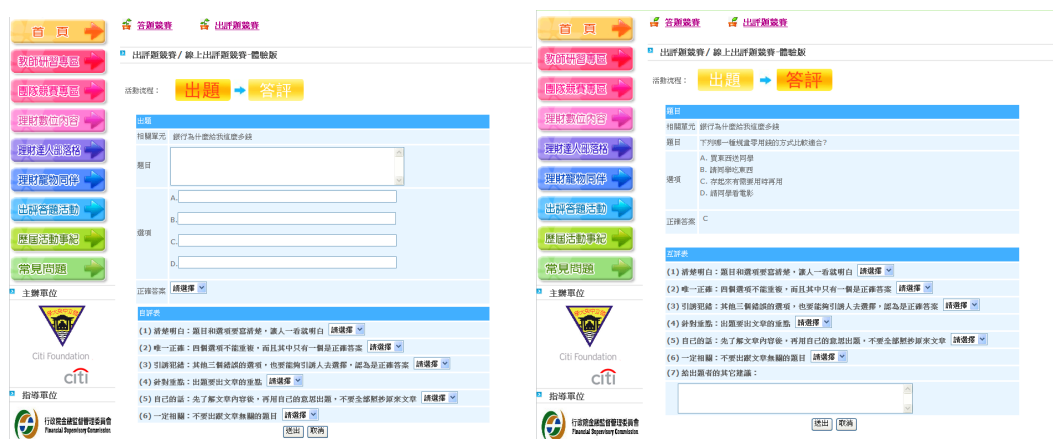 首 頁
教師研習專區
團隊競賽專區
理財數位內容
理財達人部落格
理財寵物同伴
出評答題活動
歷屆活動事紀
常見問題
主辦單位
Citi Foundation
citi
指導單位
行政院金融監督管理委員會
Financial Supervisory Commission
答題競賽
出評題競賽
出評題競賽/ 線上出評題競賽-體驗版
活動流程：
出題
答評
出題
相關單元 銀行為什麼給我這麼多錢
題目
選項
A.
B.
C.
D.
正確答案 請選擇
自評表
(1) 清楚明白：題目和選項要寫清楚，讓人一看就明白 請選擇
(2) 唯一正確：四個選項不能重複，而且其中只有一個是正確答案 請選擇
(3) 引誘犯錯：其他三個錯誤的選項，也要能夠引誘人去選擇，認為是正確答案 請選擇
(4) 針對重點：出題要出文章的重點 請選擇
(5) 自己的話：先了解文章內容後，再用自己的意思出題，不要全部照抄原來文章 請選擇
(6) 一定相關：不要出跟文章無關的題目 請選擇
送出 取消
首 頁
教師研習專區
團隊競賽專區
理財數位內容
理財達人部落格
理財寵物同伴
出評答題活動
歷屆活動事紀
常見問題
主辦單位
Citi Foundation
citi
指導單位
行政院金融監督管理委員會
Financial Supervisory Commission
答題競賽
出評題競賽
出評題競賽/ 線上出評題競賽-體驗版
活動流程：
出題
答評
題目
相關單元 銀行為什麼給我這麼多錢
題目 下列哪一種規畫零用錢的方式比較適合?
選項
A. 買東西送同學
B. 請同學吃東西
C. 存起來有需要用時再用
D. 請同學看電影
正確答案 C
互評表
(1) 清楚明白：題目和選項要寫清楚，讓人一看就明白 請選擇
(2) 唯一正確：四個選項不能重複，而且其中只有一個是正確答案 請選擇
(3) 引誘犯錯：其他三個錯誤的選項，也要能夠引誘人去選擇，認為是正確答案 請選擇
(4) 針對重點：出題要出文章的重點 請選擇
(5) 自己的話：先了解文章內容後，再用自己的意思出題，不要全部照抄原來文章 請選擇
(6) 一定相關：不要出跟文章無關的題目 請選擇
(7) 給出題者的其它建議：
送出 取消